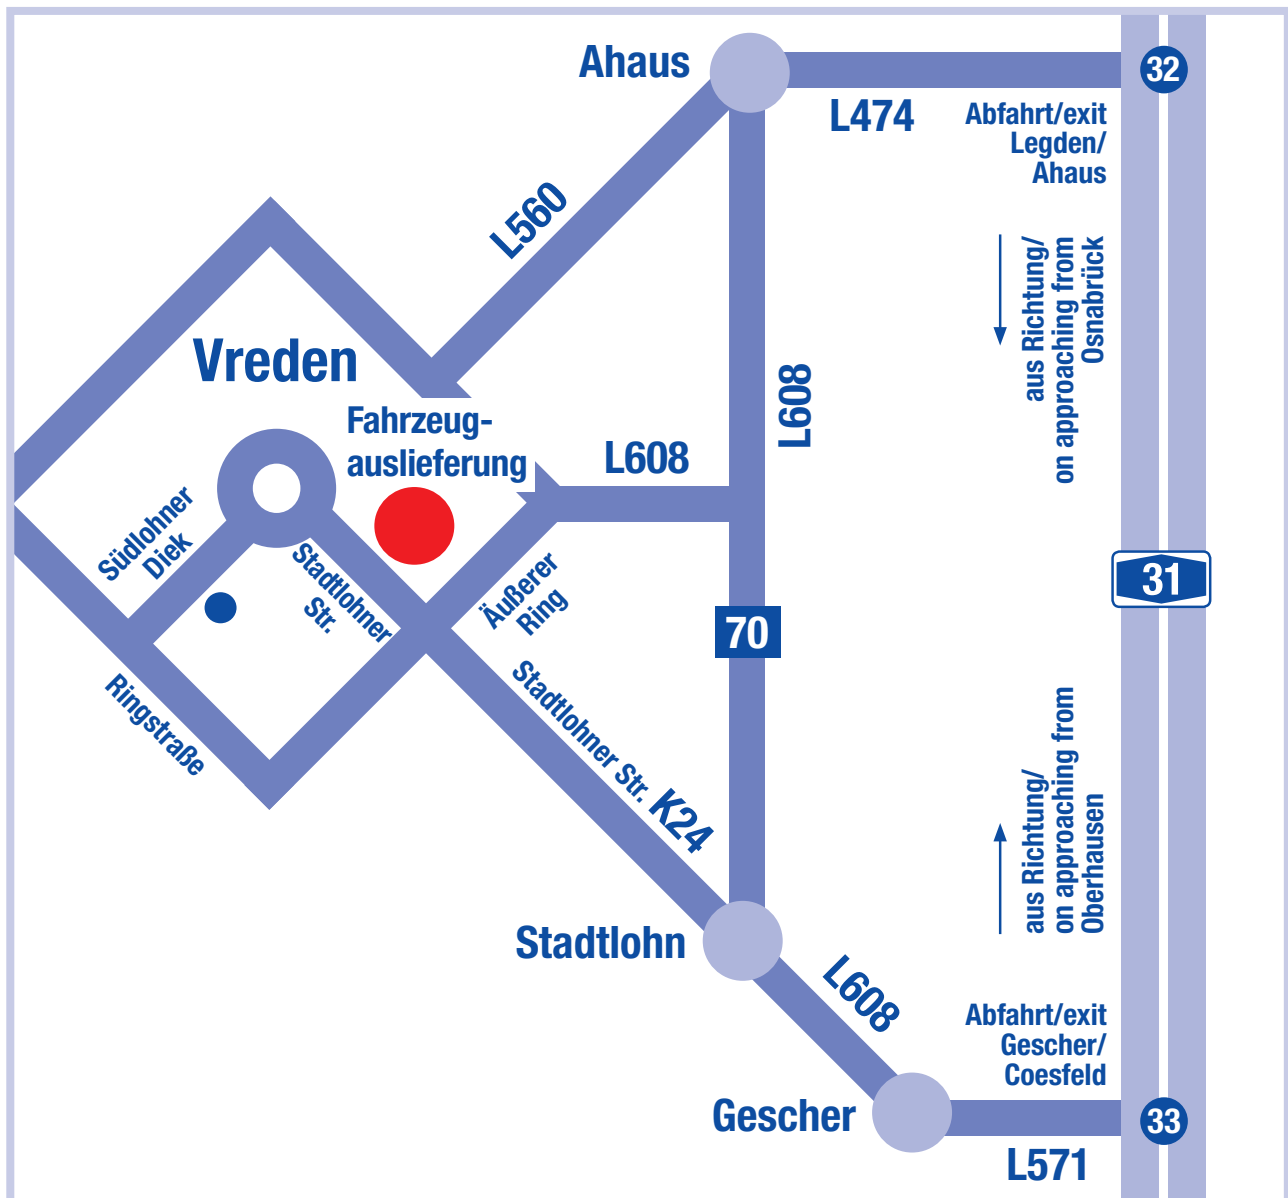 Ahaus
32
L474
Abfahrt/exit
Legden/
Ahaus
L560
aus Richtung/
on approaching from
Osnabrück
Vreden
L608
Fahrzeug-
auslieferung
L608
Südlohner
Diek
Stadtlohner
Str.
Äußerer
Ring
31
70
Ringstraße
Stadtlohner Str. K24
aus Richtung/
on approaching from
Oberhausen
Stadtlohn
L608
Abfahrt/exit
Gescher/
Coesfeld
Gescher
33
L571